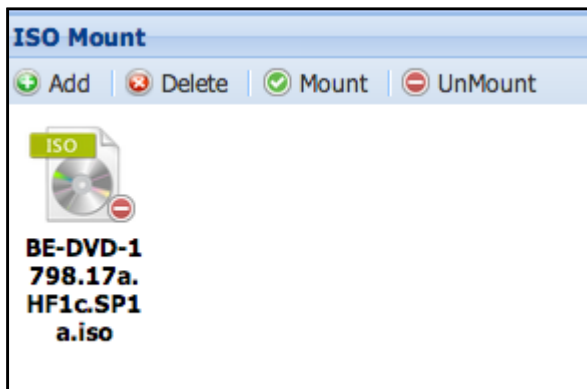 ISO Mount
Add Delete Mount UnMount
ISO
BE-DVD-1
798.17a.
HF1c.SP1
a.iso